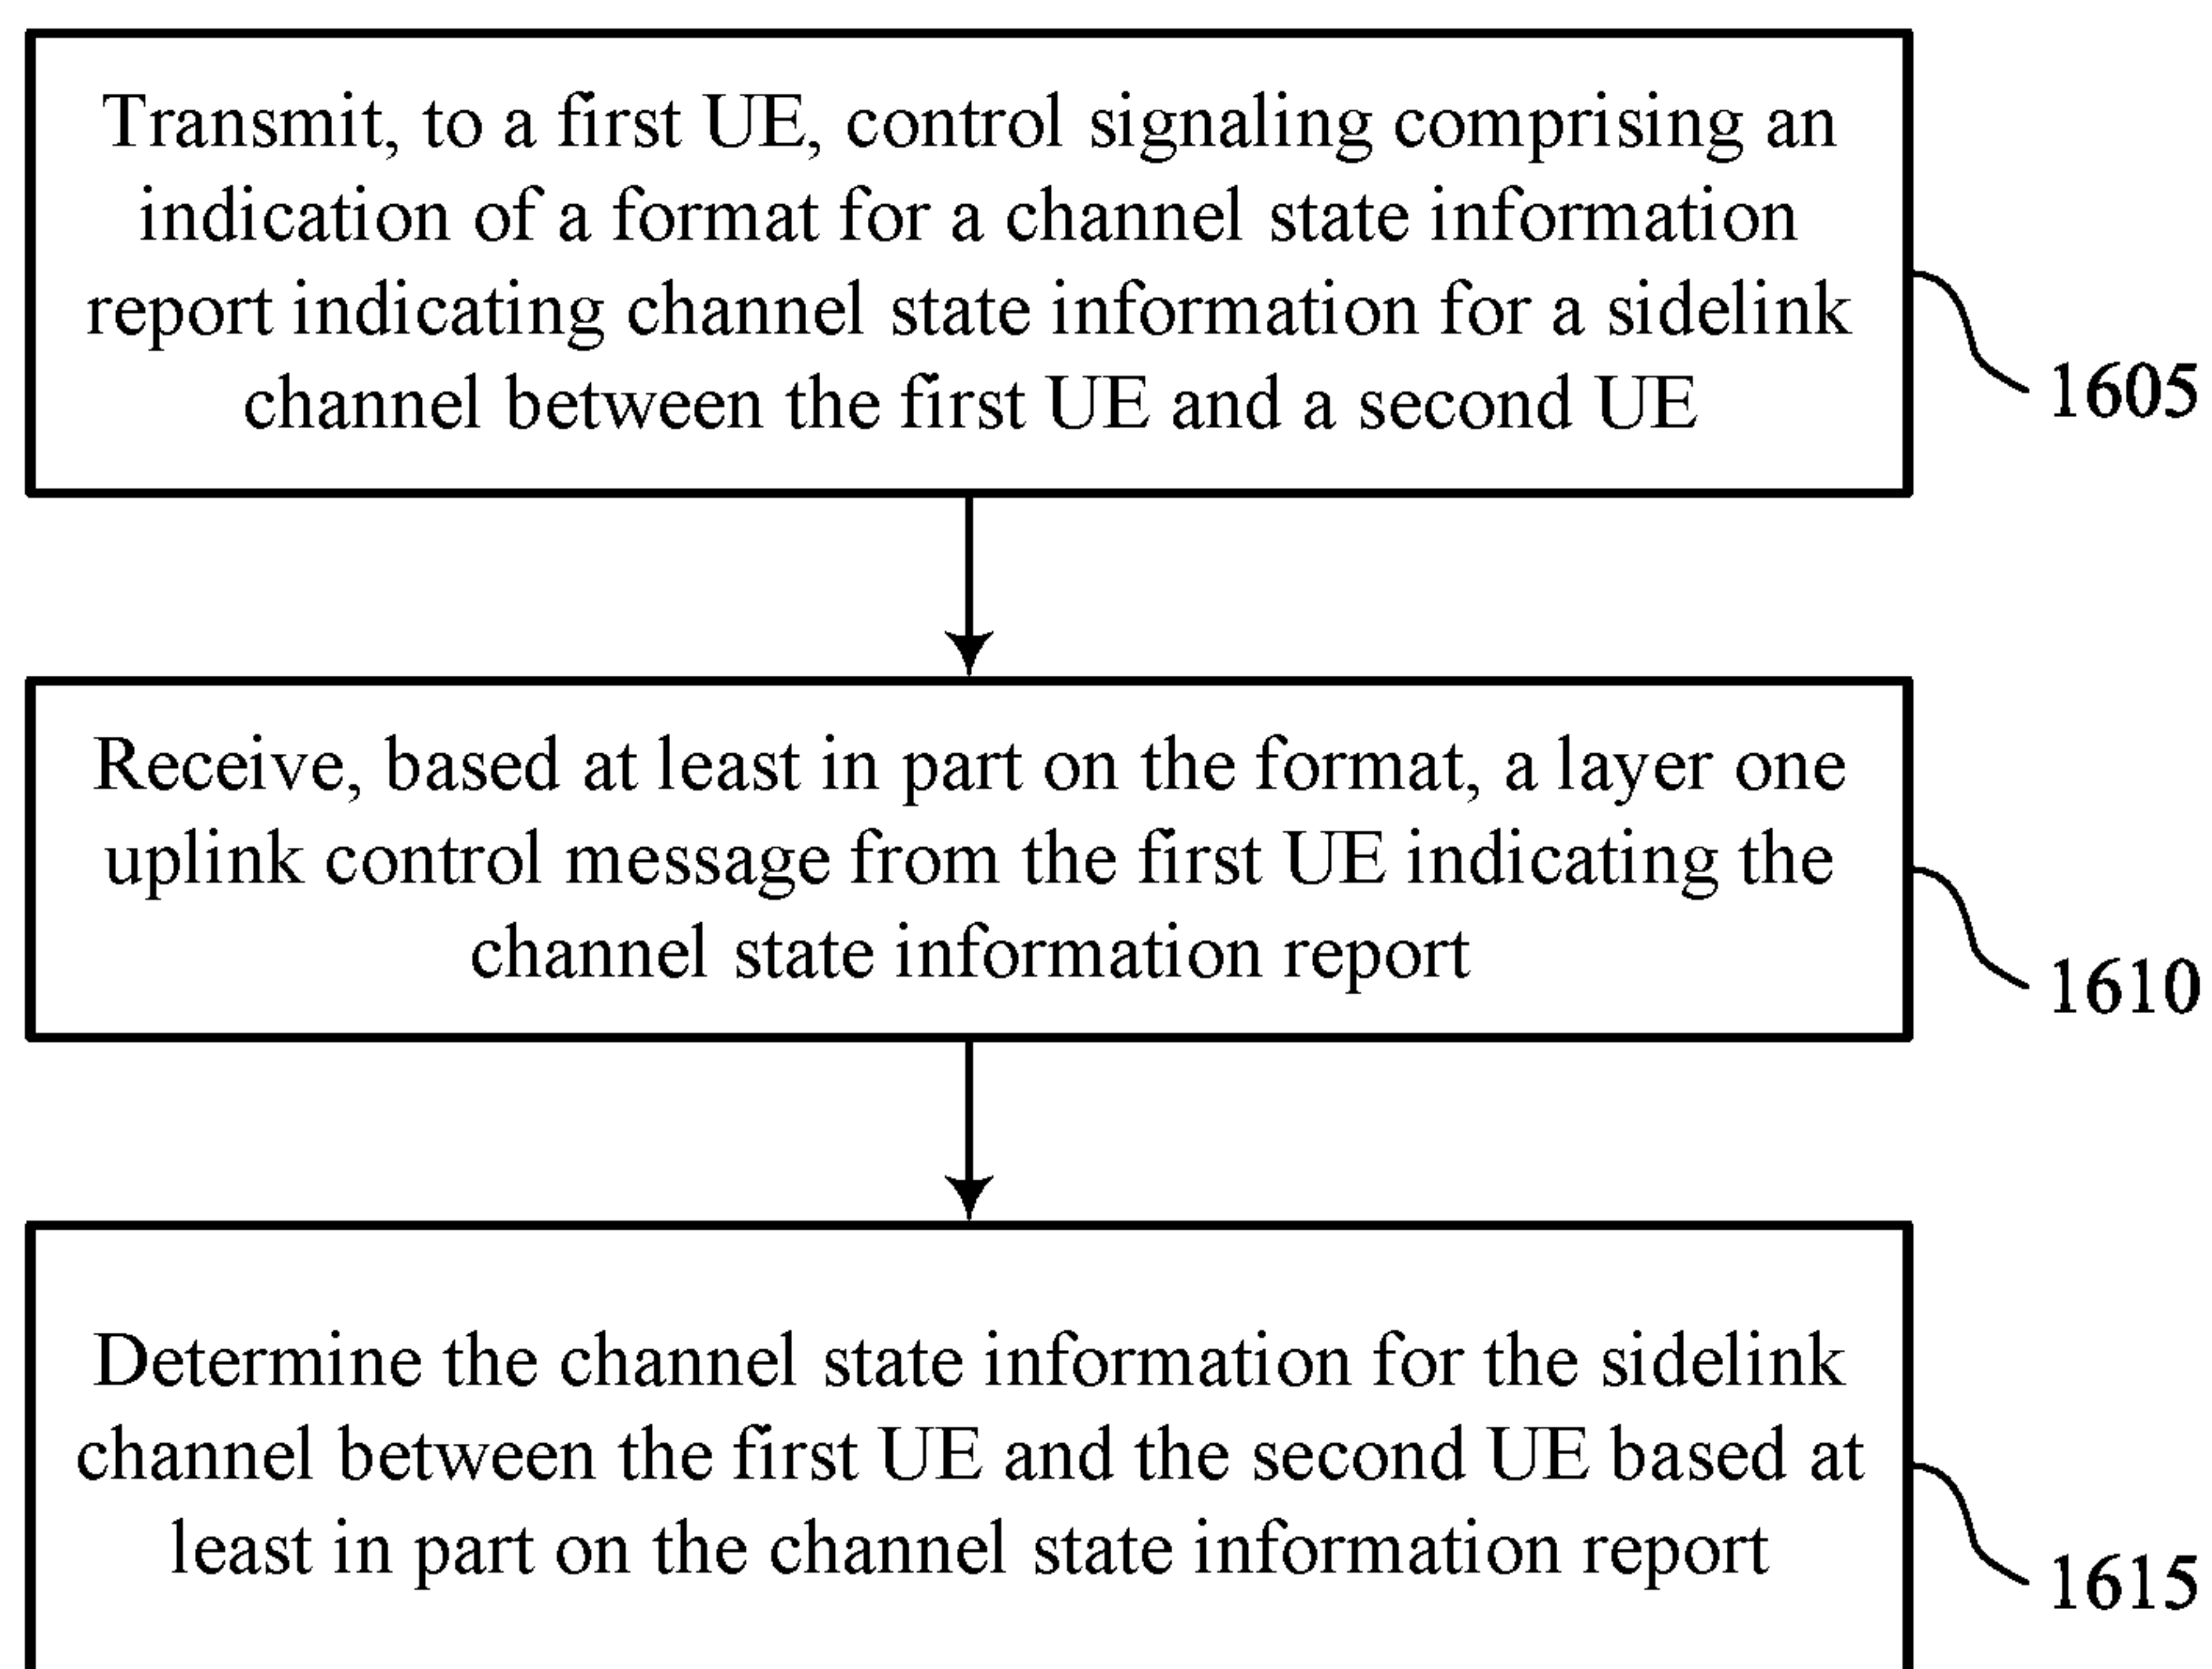 Transmit, to a first UE, control signaling comprising an
indication of a format for a channel state information
report indicating channel state information for a sidelink
channel between the first UE and a second UE
1605
Receive, based at least in part on the format, a layer one
uplink control message from the first UE indicating the
channel state information report
1610
Determine the channel state information for the sidelink
channel between the first UE and the second UE based at
least in part on the channel state information report
1615